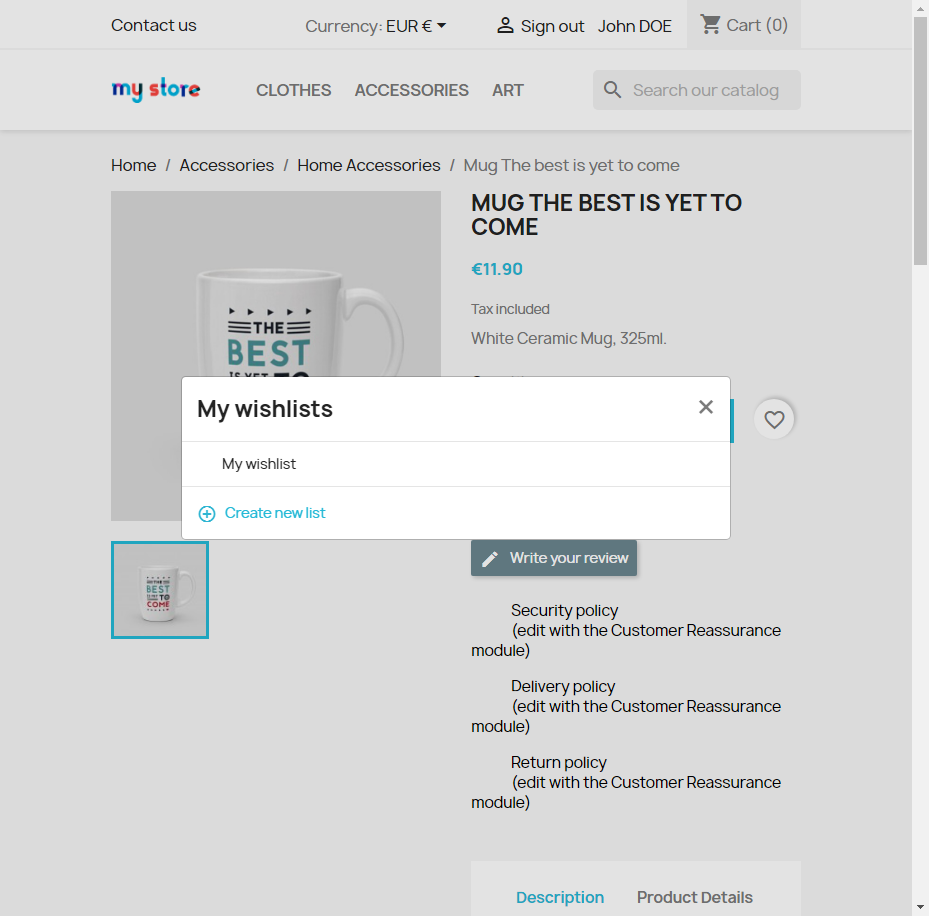 Contact us
Currency: EUR €
Sign out
John DOE
Cart (0)
my store
CLOTHES
ACCESSORIES
ART
Search our catalog
Home / Accessories / Home Accessories / Mug The best is yet to come
MUG THE BEST IS YET TO
COME
€11.90
Tax included
White Ceramic Mug, 325ml.
THE
BEST
IS YET TO
My wishlists
My wishlist
Create new list
Write your review
THE
BEST
IS YET TO
COME
Security policy
(edit with the Customer Reassurance
module)
Delivery policy
(edit with the Customer Reassurance
module)
Return policy
(edit with the Customer Reassurance
module)
Description
Product Details